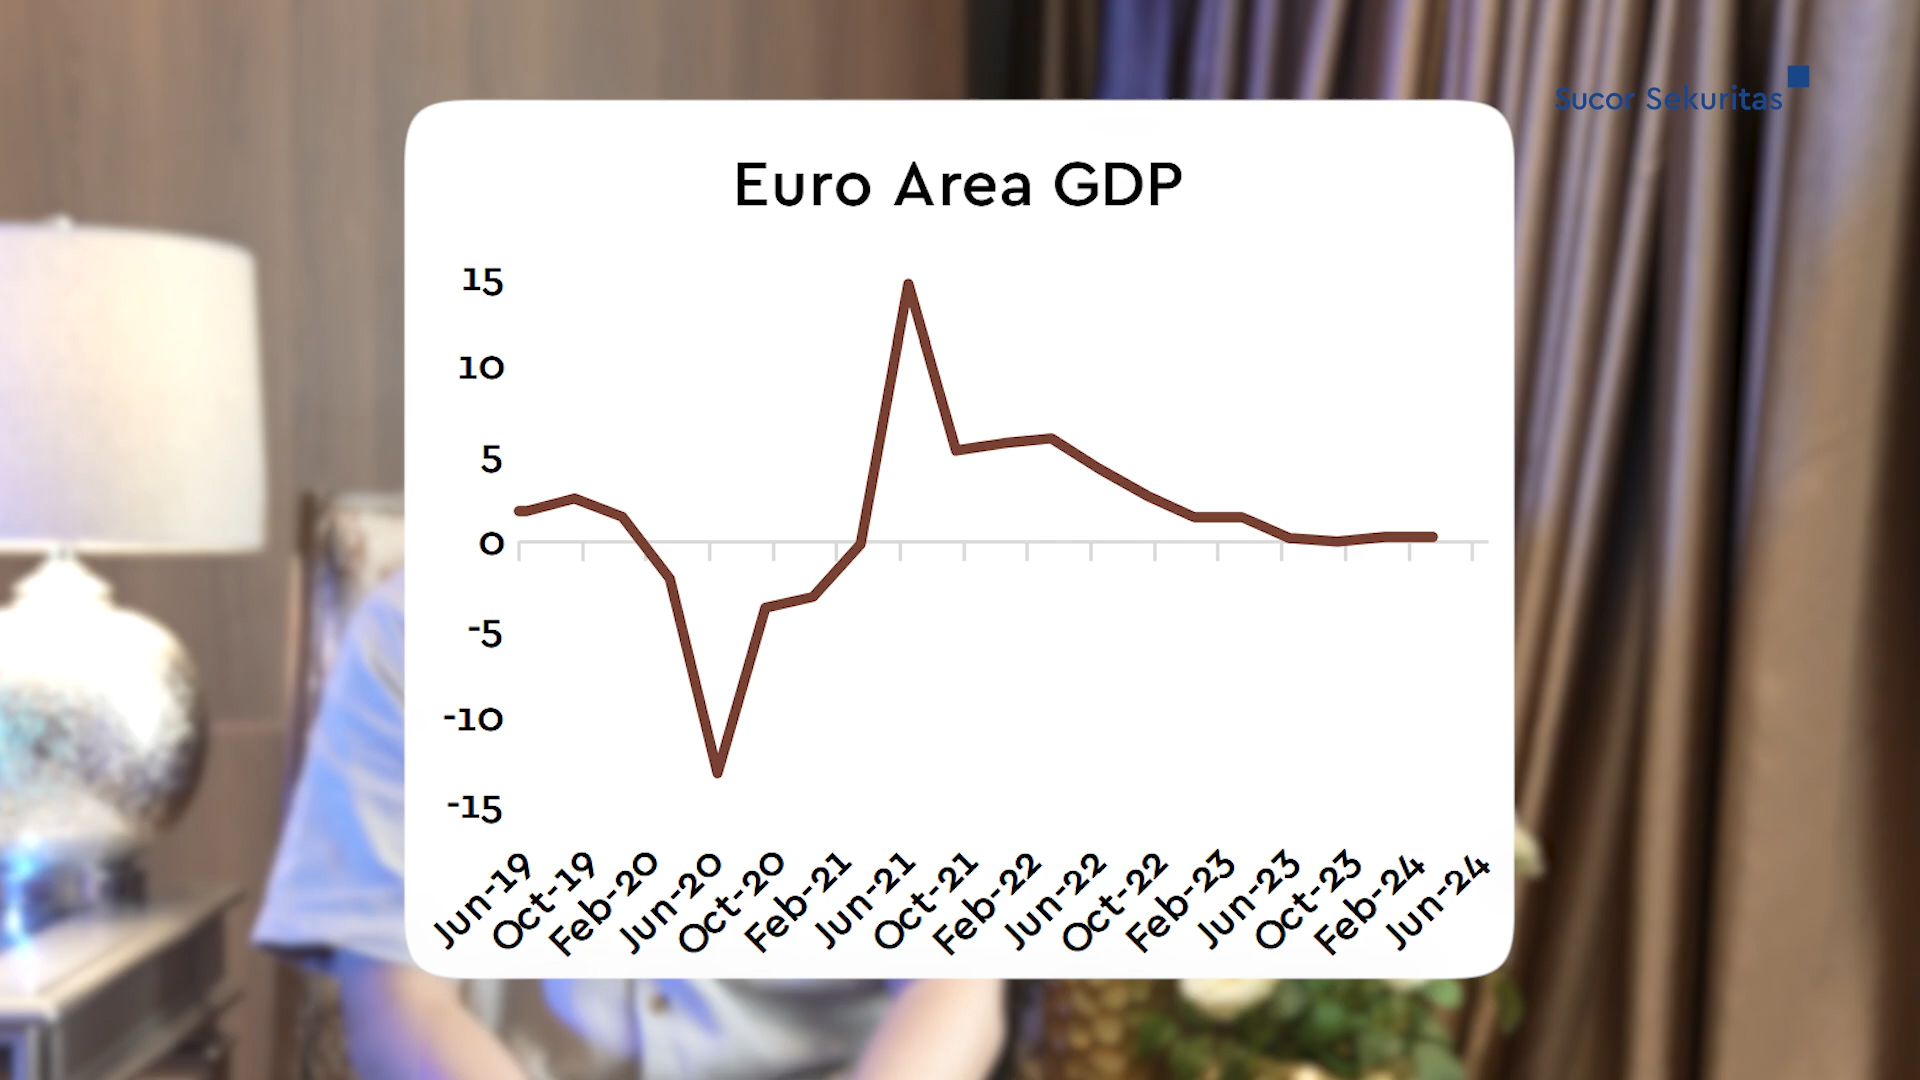 Sucor Sekuritas
Euro Area GDP
15
10
5
0
-5
-10
-15
Jun-19
Oct-19
Feb-20
Jun-20
Oct-20
Feb-21
Jun-21
Oct-21
Feb-22
Jun-22
Oct-22
Feb-23
Jun-23
Oct-23
Feb-24
Jun-24